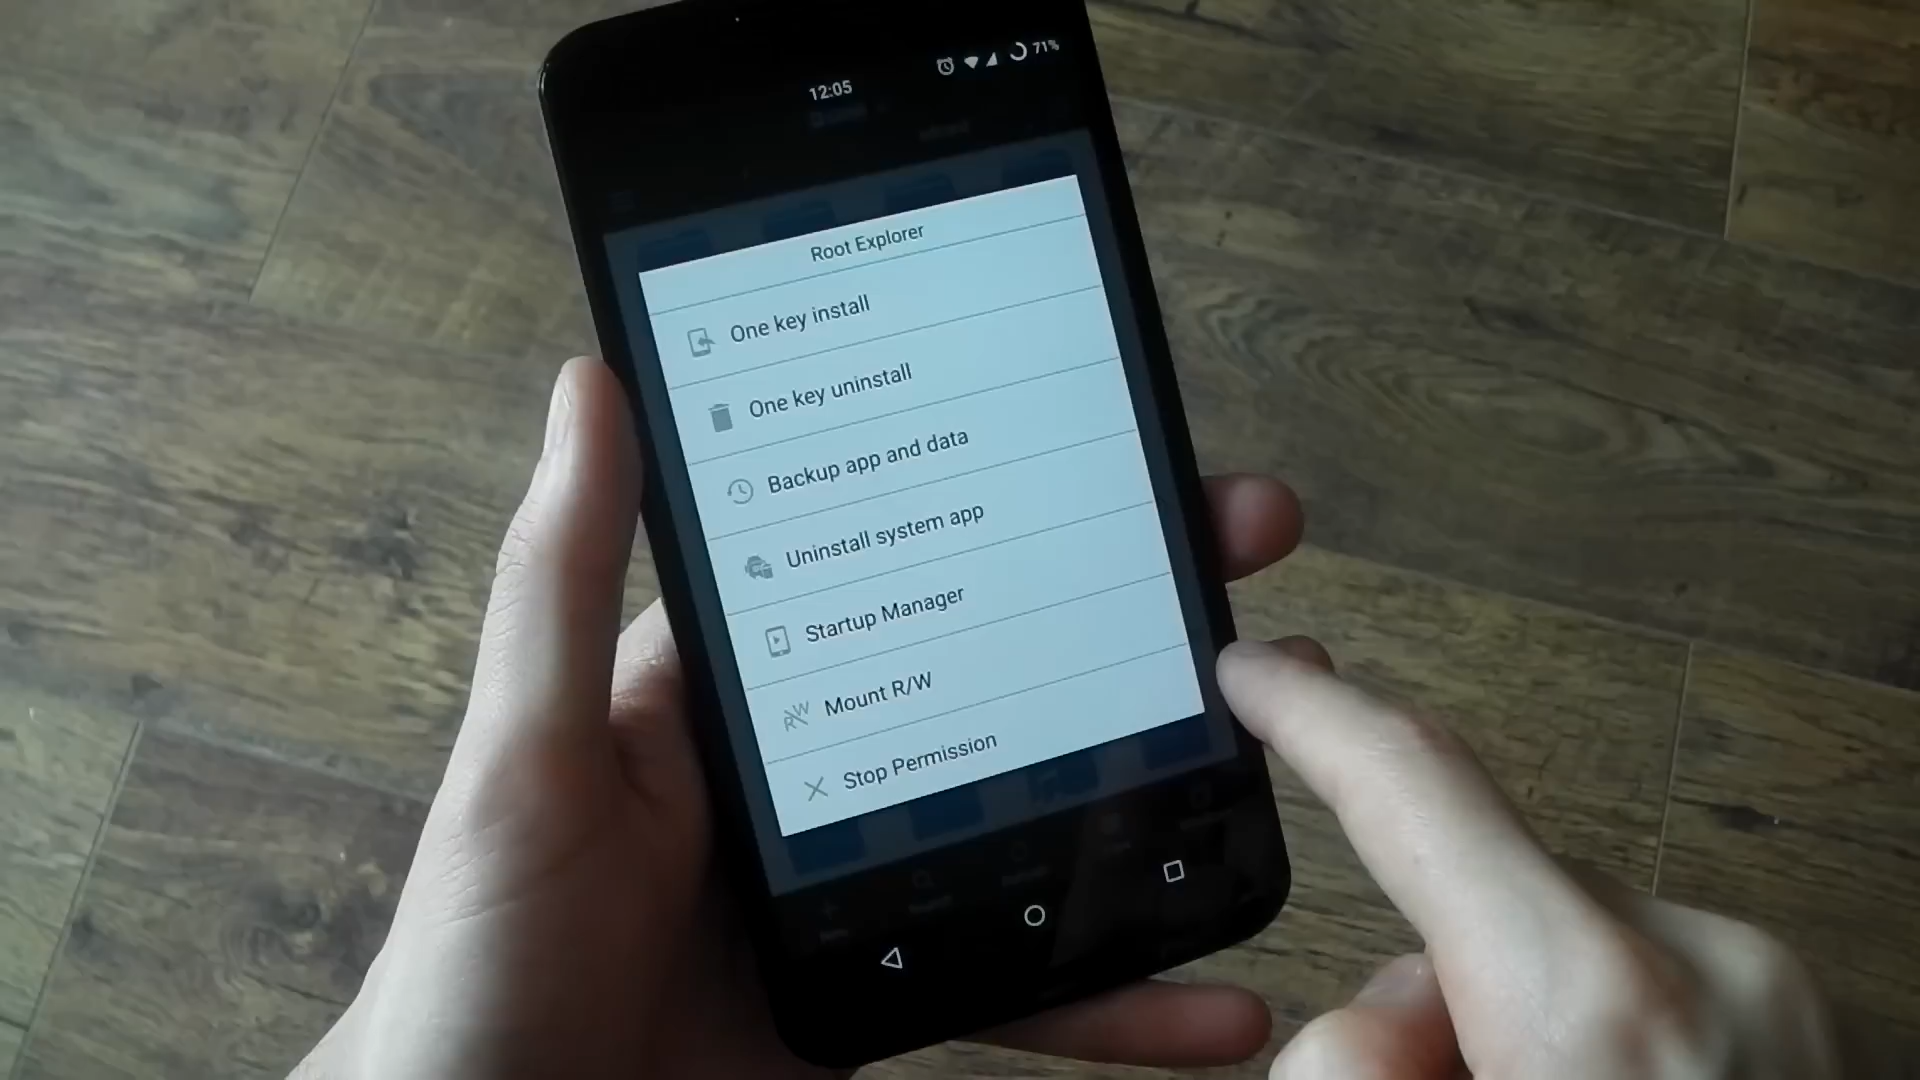 12:05
71%
Root Explorer
One key install
One key uninstall
Backup app and data
Uninstall system app
Startup Manager
R/W Mount R/W
Stop Permission